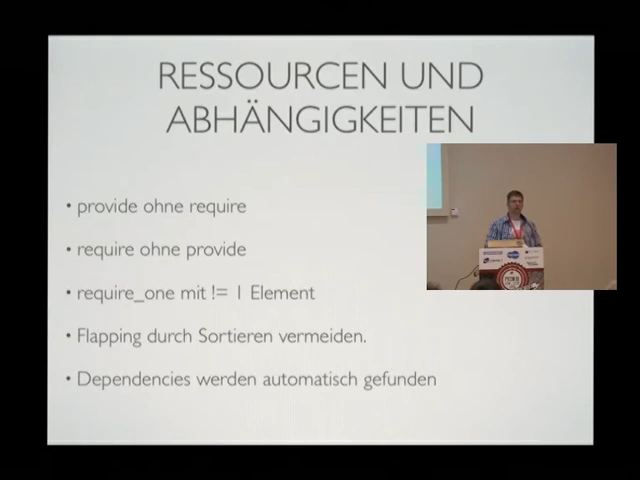 RESSOURCEN UND
ABHÄNGIGKEITEN
• provide ohne require
• require ohne provide
• require_one mit != 1 Element
• Flapping durch Sortieren vermeiden.
• Dependencies werden automatisch gefunden